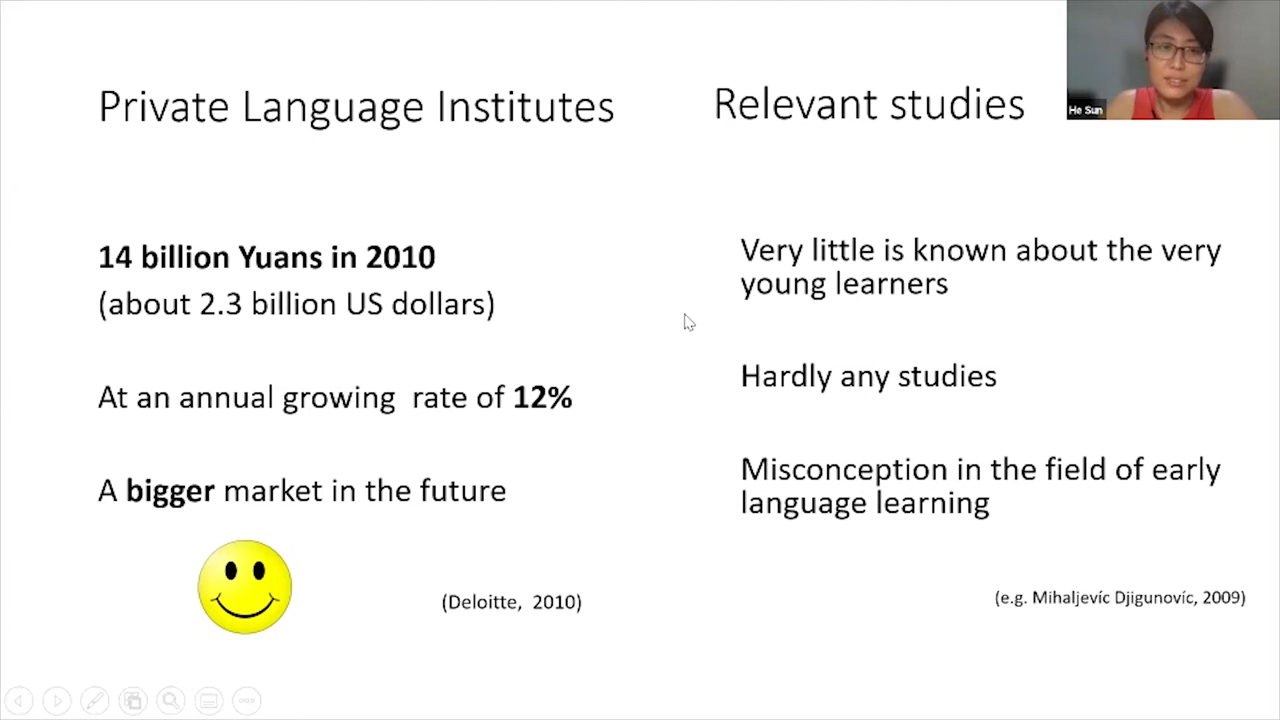 Private Language Institutes
14 billion Yuans in 2010
(about 2.3 billion US dollars)
At an annual growing  rate of 12%
A bigger market in the future
(Deloitte,  2010)
Relevant studies
Very little is known about the very
young learners
Hardly any studies
Misconception in the field of early
language learning
(e.g. Mihaljevíc Djigunovíc, 2009)
He Sun